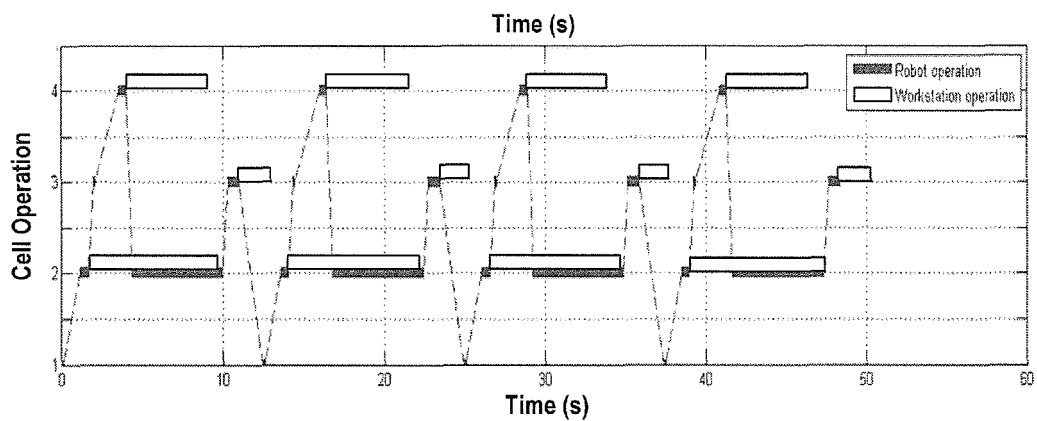 Time (s)
Robot operation
Workstation operation
Cell Operation
4
3
2
1
0
10
20
30
40
50
60
Time (s)